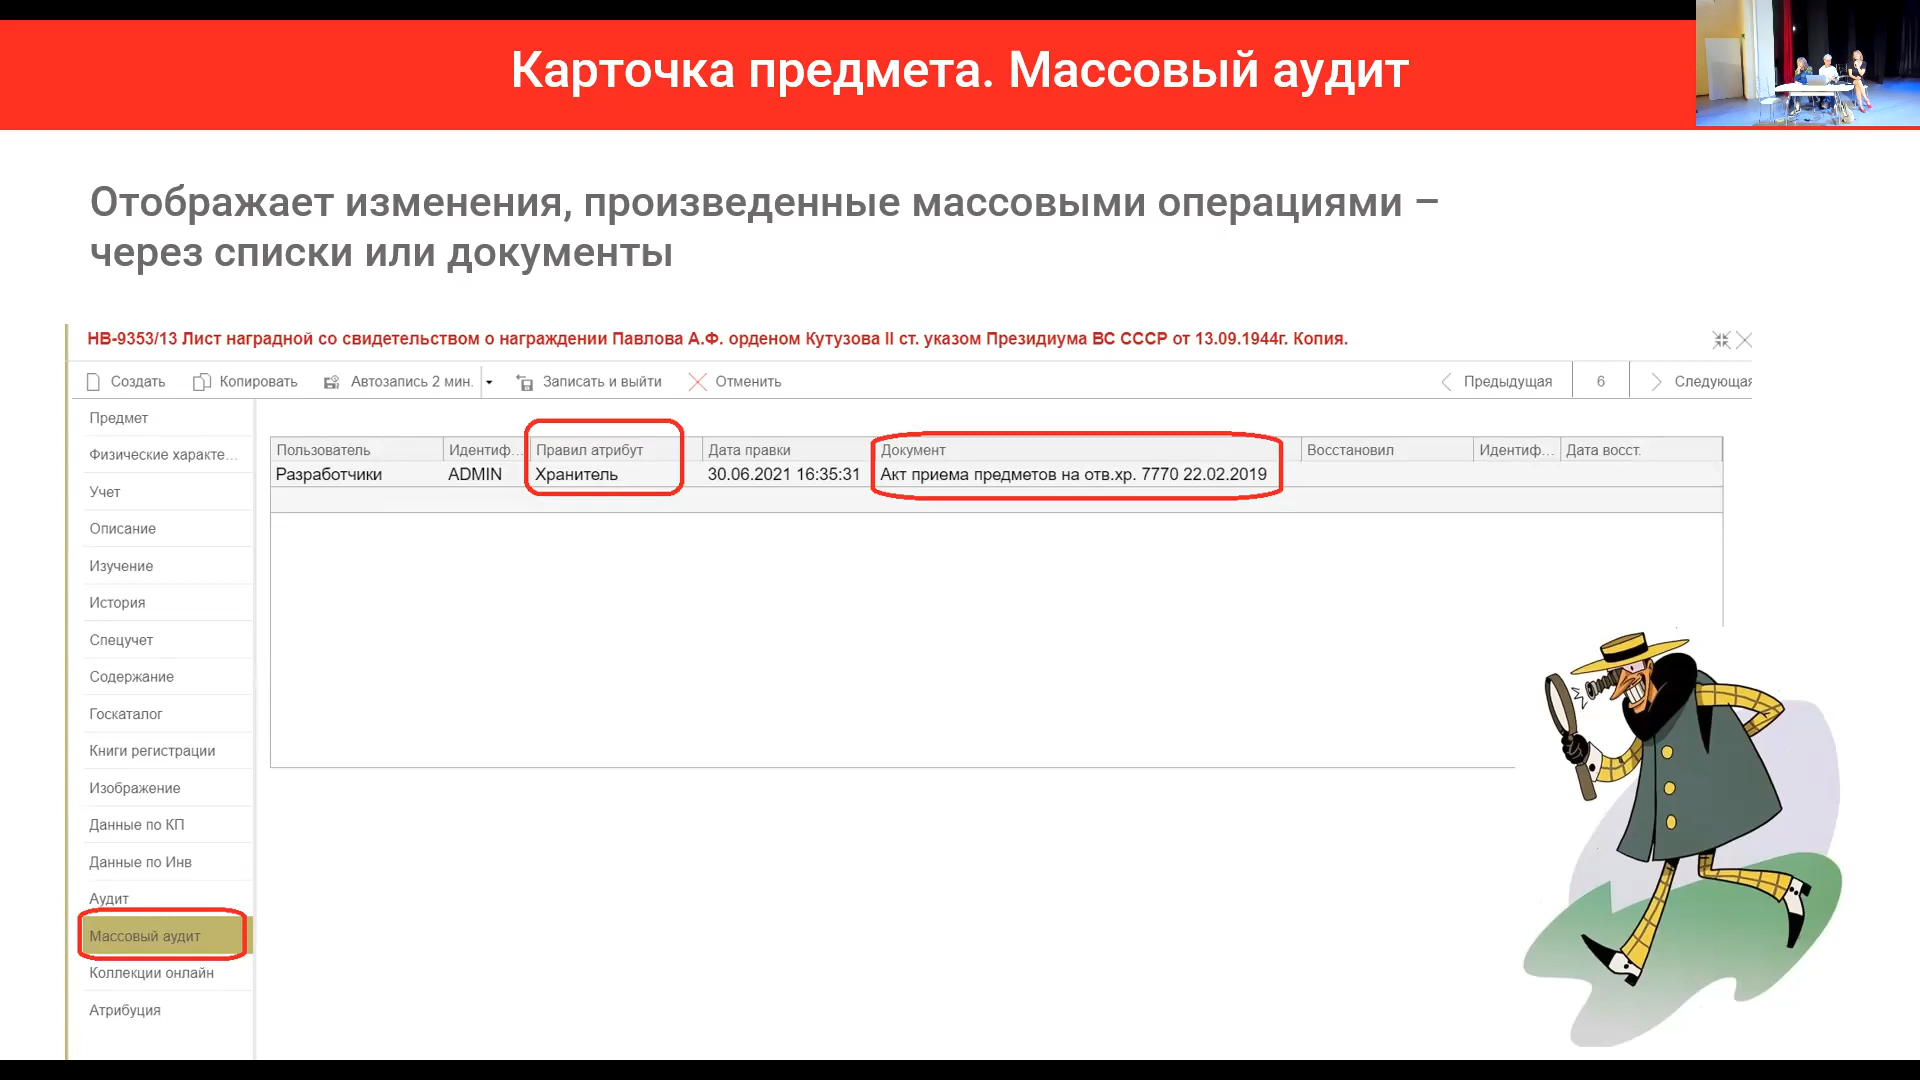 Карточка предмета. Массовый аудит
Отображает изменения, произведенные массовыми операциями –
через списки или документы
НВ-9353/13 Лист наградной со свидетельством о награждении Павлова А.Ф. орденом Кутузова II ст. указом Президиума ВС СССР от 13.09.1944г. Копия.
Создать Копировать Автозапись 2 мин. Записать и выйти Отменить Предыдущая 6 Следующая
Предмет
Физические характе...
Учет
Описание
Изучение
История
Спецучет
Содержание
Госкаталог
Книги регистрации
Изображение
Данные по КП
Данные по Инв
Аудит
Массовый аудит
Коллекции онлайн
Атрибуция
Пользователь Идентиф... Правил атрибут Дата правки Документ Восстановил Идентиф... Дата восст.
Разработчики ADMIN Хранитель 30.06.2021 16:35:31 Акт приема предметов на отв.хр. 7770 22.02.2019